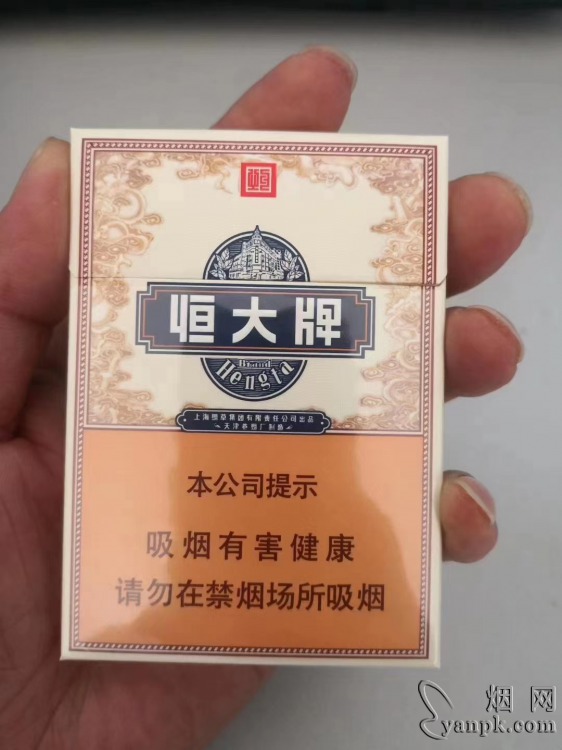 恒大牌
Brand
Hengta
上海烟草集团有限责任公司出品
天津卷烟厂制造
本公司提示
吸烟有害健康
请勿在禁烟场所吸烟
烟网
yanpk.com